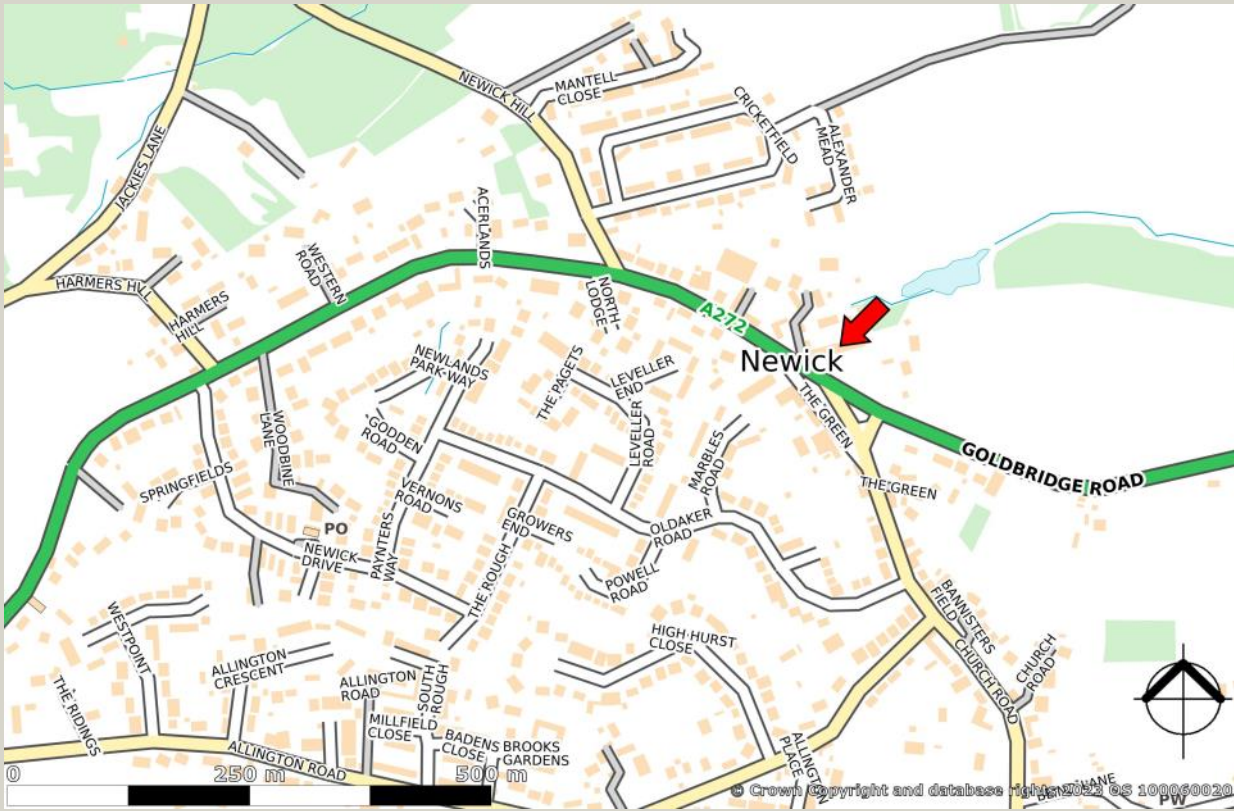 NEWICK HILL
MANTELL
CLOSE
CRICKETFIELD
ALEXANDER
MEAD
JACKIES LANE
ACERLANDS
WESTERN
ROAD
HARMERS HILL
HARMERS
HILL
NORTH
LODGE
A272
Newick
NEWLANDS
PARK WAY
THE PAGETS
LEVELLER
END
LEVELLER
ROAD
THE GREEN
GODDEN
ROAD
WOODBINE
LANE
MARBLES
ROAD
GOLDBRIDGE ROAD
SPRINGFIELDS
VERNONS
ROAD
THE GREEN
PO
GROWERS
END
OLDAKER
ROAD
NEWICK
DRIVE
PAYNTERS
WAY
THE ROUGH
POWELL
ROAD
BANNISTERS
FIELD
WESTPOINT
HIGH HURST
CLOSE
CHURCH
ROAD
ALLINGTON
CRESCENT
CHURCH ROAD
THE RIDINGS
ALLINGTON
ROAD
SOUTH
ROUGH
MILLFIELD
CLOSE
BADENS
CLOSE
BROOKS
GARDENS
ALLINGTON ROAD
ALLINGTON
PLACE
0 250 m 500 m
© Crown Copyright and database rights 2023 OS 100060020
PW